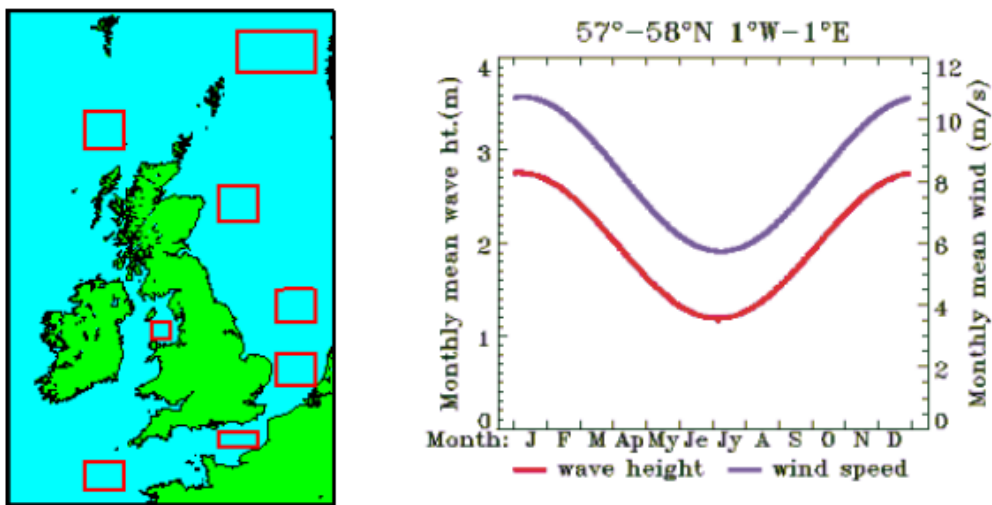 57°-58°N 1°W-1°E
Monthly mean wave ht.(m)
4
3
2
1
0
12
10
8
6
4
2
0
Monthly mean wind (m/s)
Month: J F M Ap My Je Jy A S O N D
wave height wind speed